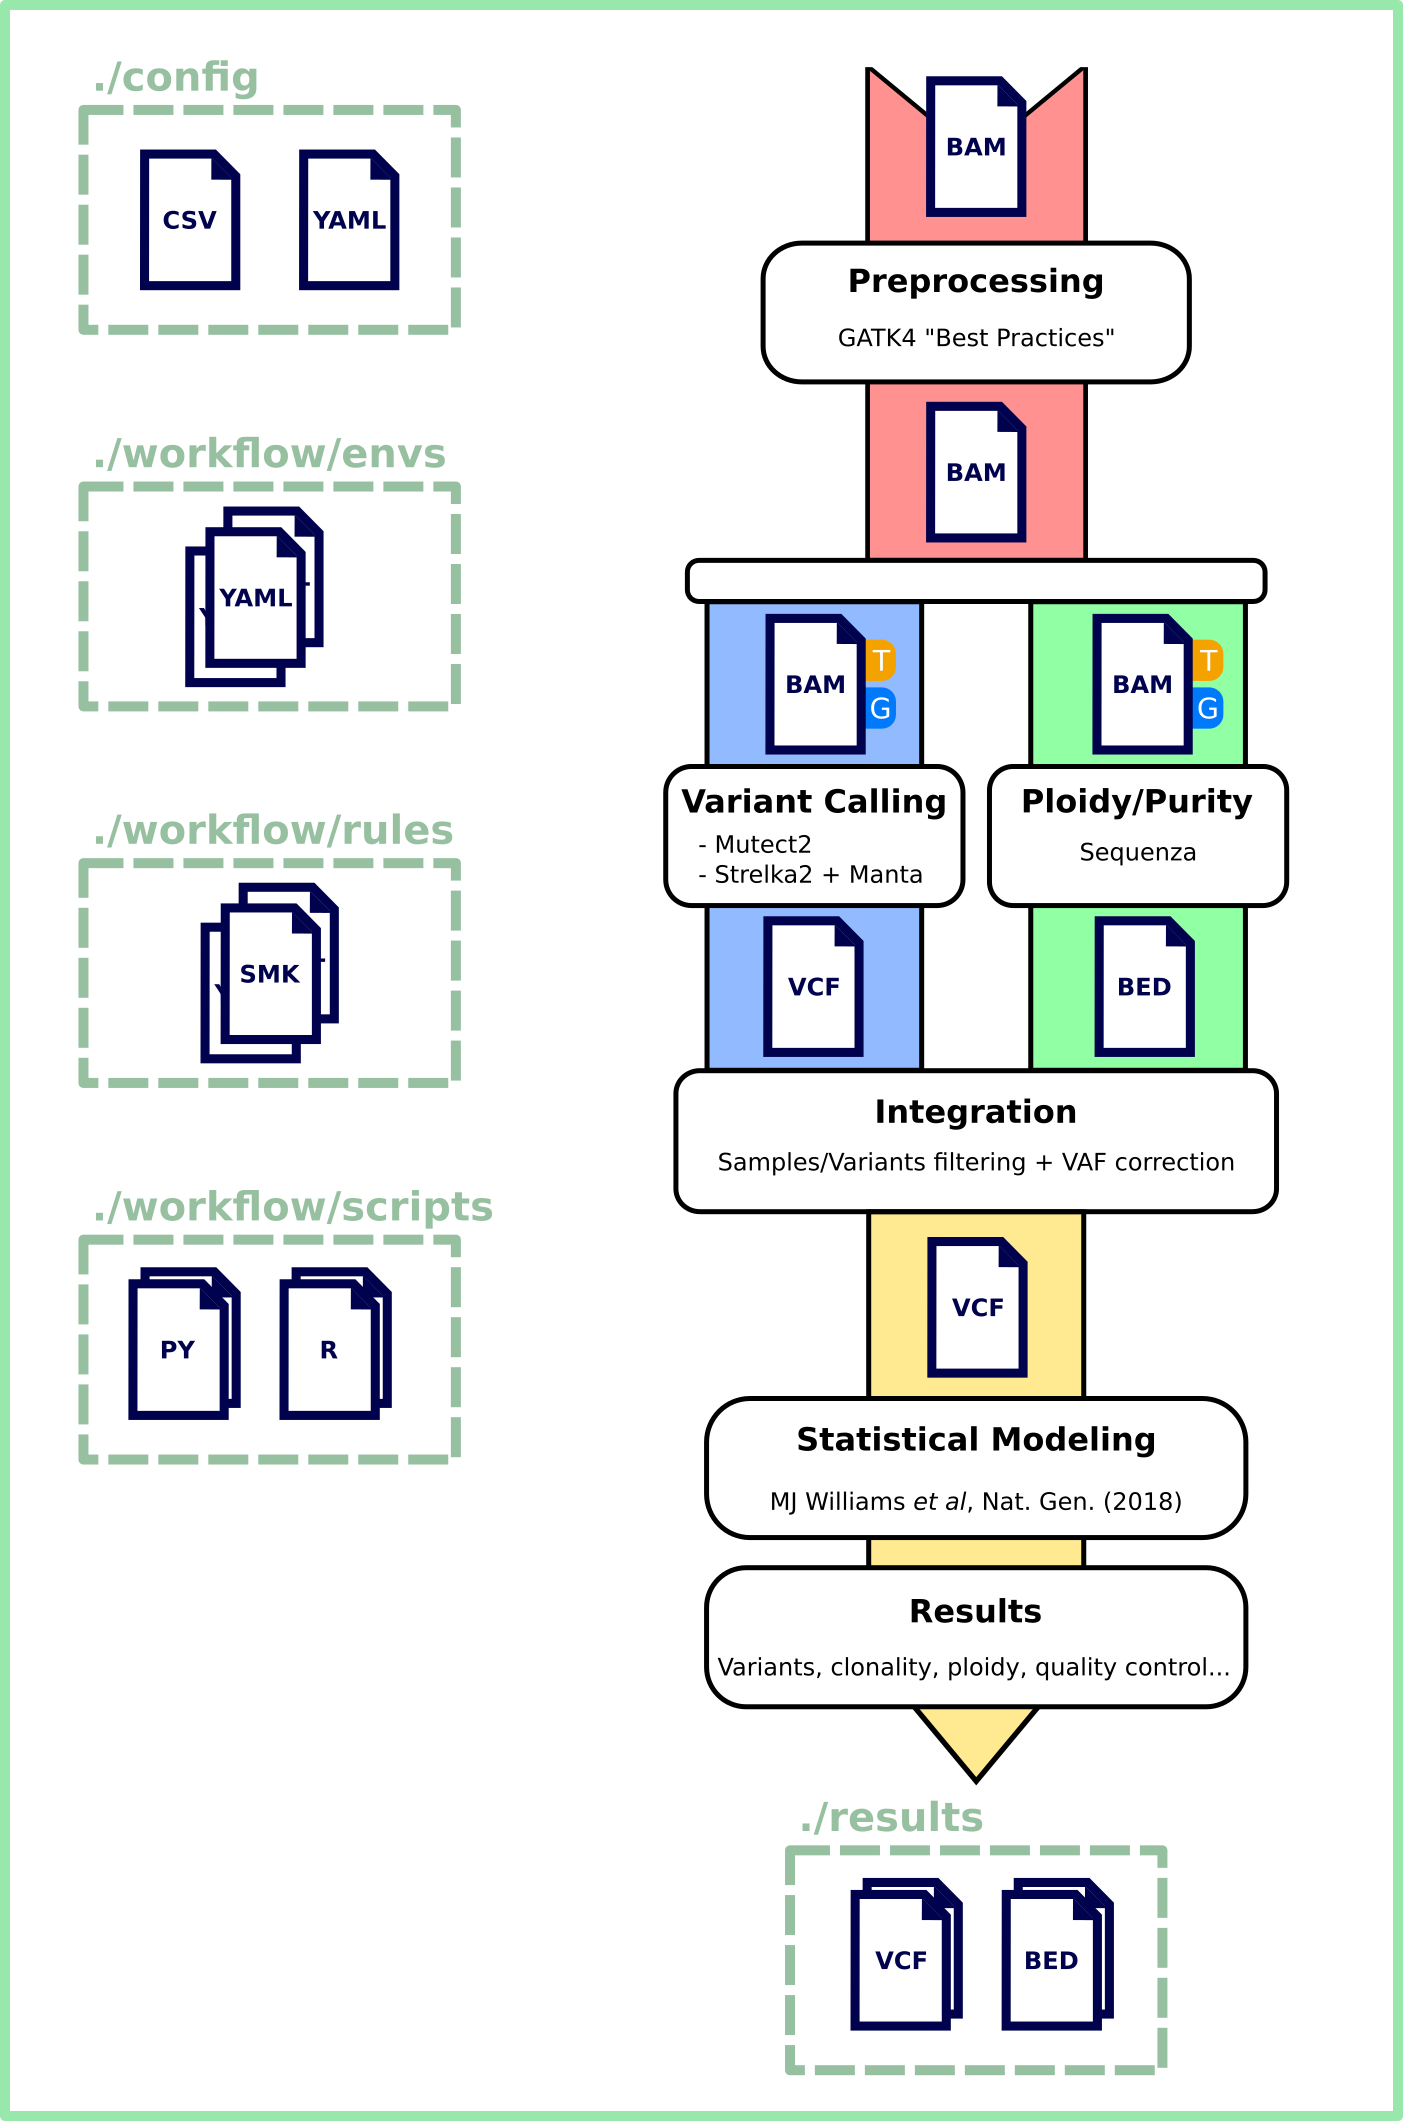 ./config
CSV
YAML
./workflow/envs
YAML
./workflow/rules
SMK
./workflow/scripts
PY
R
BAM
Preprocessing
GATK4 "Best Practices"
BAM
BAM
T
G
BAM
T
G
Variant Calling
- Mutect2
- Strelka2 + Manta
Ploidy/Purity
Sequenza
VCF
BED
Integration
Samples/Variants filtering + VAF correction
VCF
Statistical Modeling
MJ Williams et al, Nat. Gen. (2018)
Results
Variants, clonality, ploidy, quality control...
./results
VCF
BED